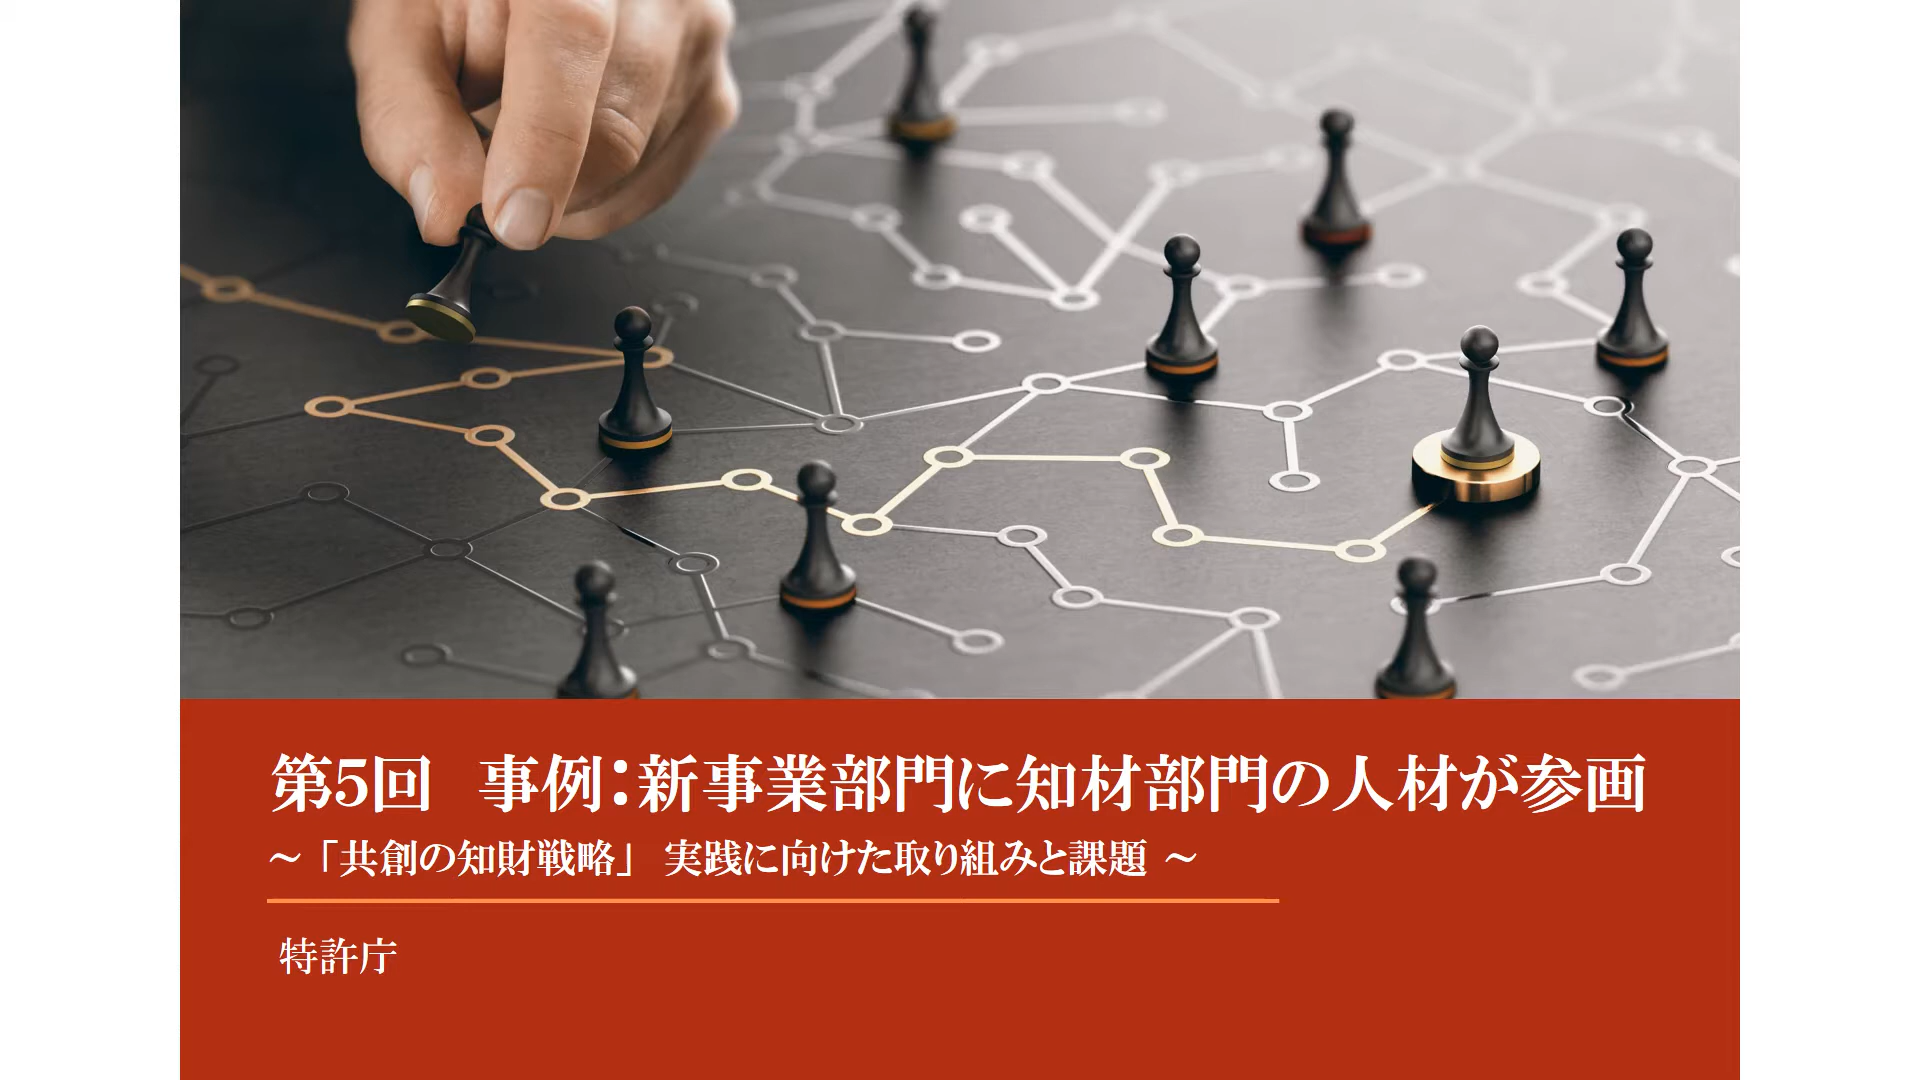 第5回 事例：新事業部門に知材部門の人材が参画
～「共創の知財戦略」 実践に向けた取り組みと課題 ～
特許庁